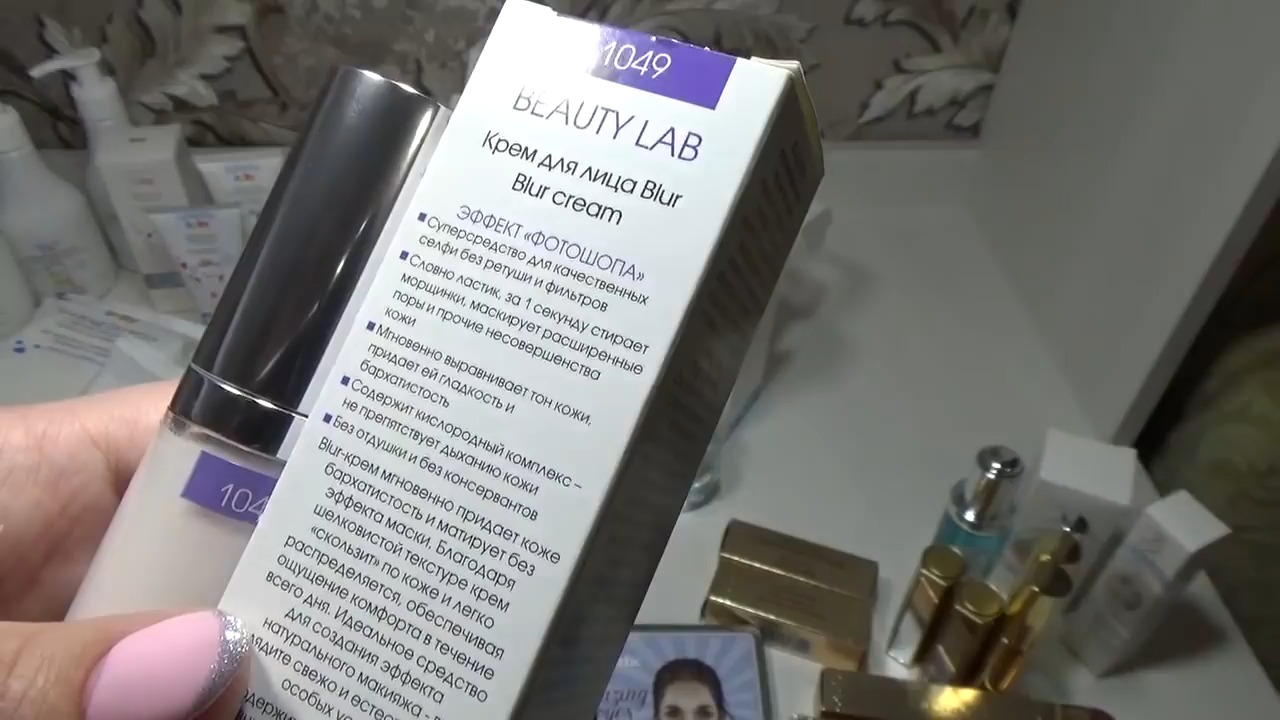 1049
BEAUTY LAB
Крем для лица Blur
Blur cream
ЭФФЕКТ «ФОТОШОПА»
Суперсредство для качественных
селфи без ретуши и фильтров
Словно ластик, за 1 секунду стирает
морщинки, маскирует расширенные
поры и прочие несовершенства
кожи
Мгновенно выравнивает тон кожи,
придает ей гладкость и
бархатистость
Содержит кислородный комплекс –
не препятствует дыханию кожи
Без отдушки и без консервантов
Blur-крем мгновенно придает коже
бархатистость и матирует без
эффекта маски. Благодаря
шелковистой текстуре крем
«скользит» по коже и легко
распределяется, обеспечивая
ощущение комфорта в течение
всего дня. Идеальное средство
для создания эффекта
натурального макияжа -
свежо и
особых
104